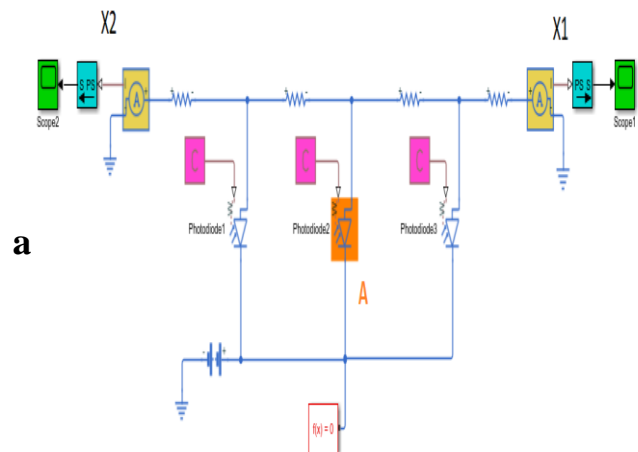 X2
X1
S PS
A
A
PS S
Scope2
Scope1
C
C
C
Photodiode1
Photodiode2
Photodiode3
a
A
f(x) = 0